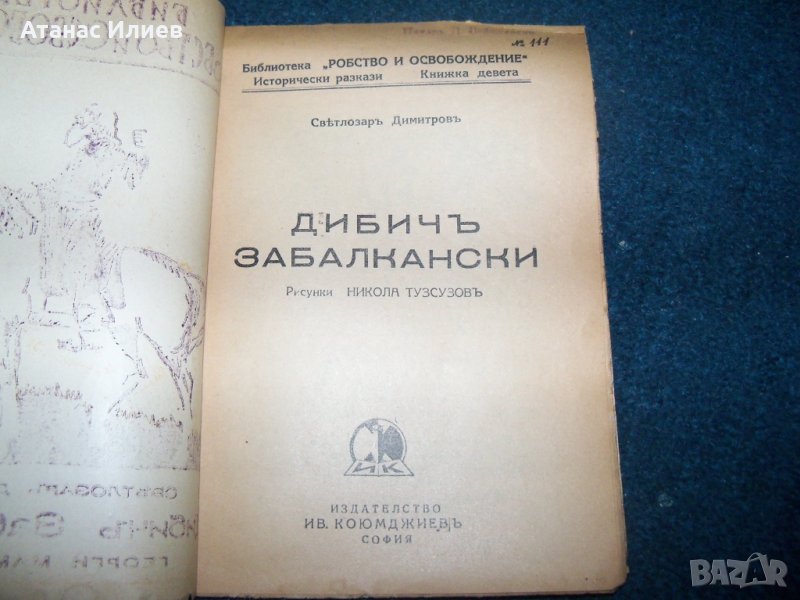 Атанас Илиев
№ 111
Библиотека „РОБСТВО И ОСВОБОЖДЕНИЕ“
Исторически разкази Книжка девета
Свѣтлозаръ Димитровъ
ДИБИЧЪ
ЗАБАЛКАНСКИ
Рисунки НИКОЛА ТУЗСУЗОВЪ
ИК
ИЗДАТЕЛСТВО
ИВ. КОЮМДЖИЕВЪ
СОФИЯ
BAZAR